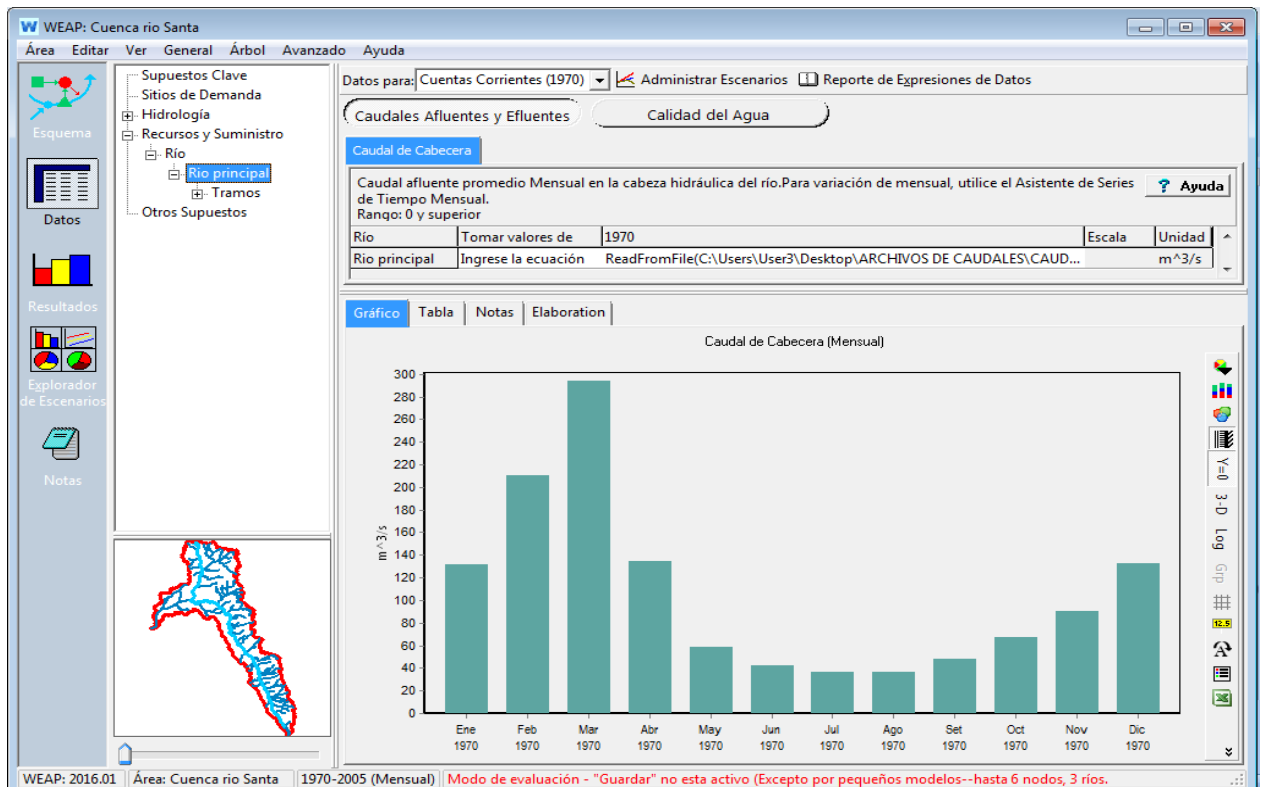 WEAP: Cuenca rio Santa
Área Editar Ver General Árbol Avanzado Ayuda
Esquema
Datos
Resultados
Explorador
de Escenarios
Notas
Supuestos Clave
Sitios de Demanda
Hidrología
Recursos y Suministro
Río
Rio principal
Tramos
Otros Supuestos
Datos para: Cuentas Corrientes (1970) Administrar Escenarios Reporte de Expresiones de Datos
Caudales Afluentes y Efluentes Calidad del Agua
Caudal de Cabecera
Caudal afluente promedio Mensual en la cabeza hidráulica del río.Para variación de mensual, utilice el Asistente de Series
de Tiempo Mensual.
Rango: 0 y superior
? Ayuda
Río Tomar valores de 1970 Escala Unidad
Rio principal Ingrese la ecuación ReadFromFile(C:\Users\User3\Desktop\ARCHIVOS DE CAUDALES\CAUD... m^3/s
Gráfico Tabla Notas Elaboration
Caudal de Cabecera (Mensual)
300
280
260
240
220
200
180
160
140
120
100
80
60
40
20
0
m^3/s
Ene Feb Mar Abr May Jun Jul Ago Set Oct Nov Dic
1970 1970 1970 1970 1970 1970 1970 1970 1970 1970 1970 1970
Y=0
3-D
Log
Grp
12.5
A
WEAP: 2016.01 Área: Cuenca rio Santa 1970-2005 (Mensual) Modo de evaluación - "Guardar" no esta activo (Excepto por pequeños modelos--hasta 6 nodos, 3 ríos.